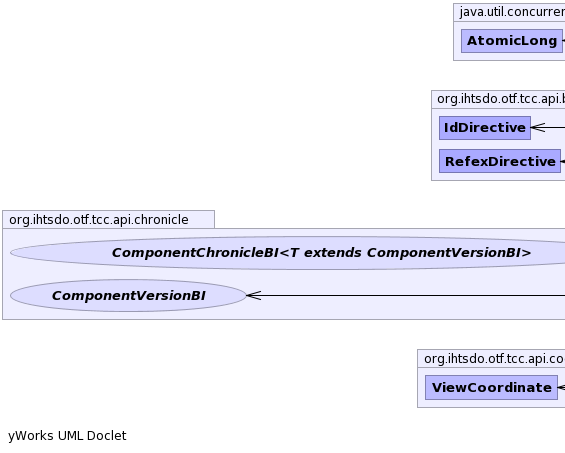 java.util.concurren
AtomicLong
org.ihtsdo.otf.tcc.api.b
IdDirective
RefexDirective
org.ihtsdo.otf.tcc.api.chronicle
ComponentChronicleBI<T extends ComponentVersionBI>
ComponentVersionBI
org.ihtsdo.otf.tcc.api.co
ViewCoordinate
yWorks UML Doclet